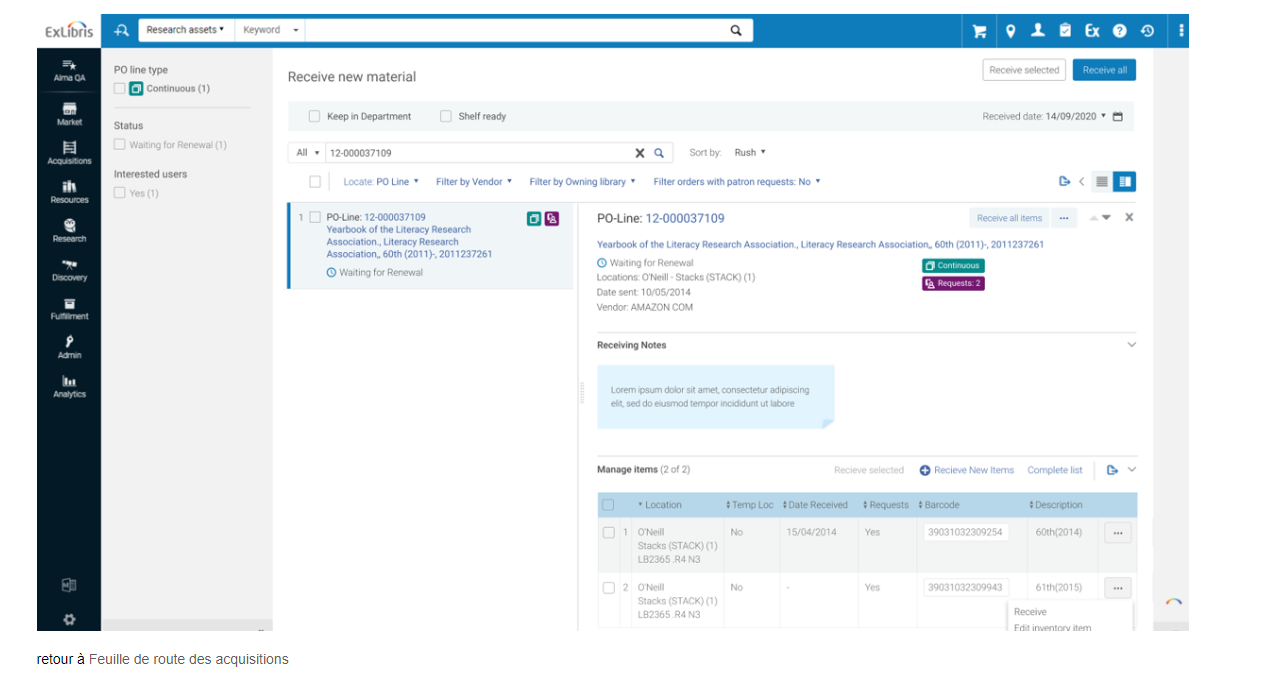 ExLibris
Research assets
Keyword
Ex
Alma QA
Market
Acquisitions
Resources
Research
Discovery
Fulfillment
Admin
Analytics
PO line type
Continuous (1)
Status
Waiting for Renewal (1)
Interested users
Yes (1)
Receive new material
Receive selected
Receive all
Keep in Department
Shelf ready
Received date: 14/09/2020
All
12-000037109
Sort by:
Rush
Locate: PO Line
Filter by Vendor
Filter by Owning library
Filter orders with patron requests: No
1
PO-Line: 12-000037109
Yearbook of the Literacy Research
Association., Literacy Research
Association,, 60th (2011)-, 2011237261
Waiting for Renewal
PO-Line: 12-000037109
Receive all items
Yearbook of the Literacy Research Association., Literacy Research Association,, 60th (2011)-, 2011237261
Waiting for Renewal
Locations: O'Neill - Stacks (STACK) (1)
Date sent: 10/05/2014
Vendor: AMAZON COM
Continuous
Requests: 2
Receiving Notes
Lorem ipsum dolor sit amet, consectetur adipiscing
elit, sed do eiusmod tempor incididunt ut labore
Manage items (2 of 2)
Recieve selected
Recieve New Items
Complete list
Location
Temp Loc
Date Received
Requests
Barcode
Description
1
O'Neill
Stacks (STACK) (1)
LB2365 .R4 N3
No
15/04/2014
Yes
39031032309254
60th(2014)
2
O'Neill
Stacks (STACK) (1)
LB2365 .R4 N3
No
-
Yes
39031032309943
61th(2015)
Receive
Edit inventory item
retour à Feuille de route des acquisitions